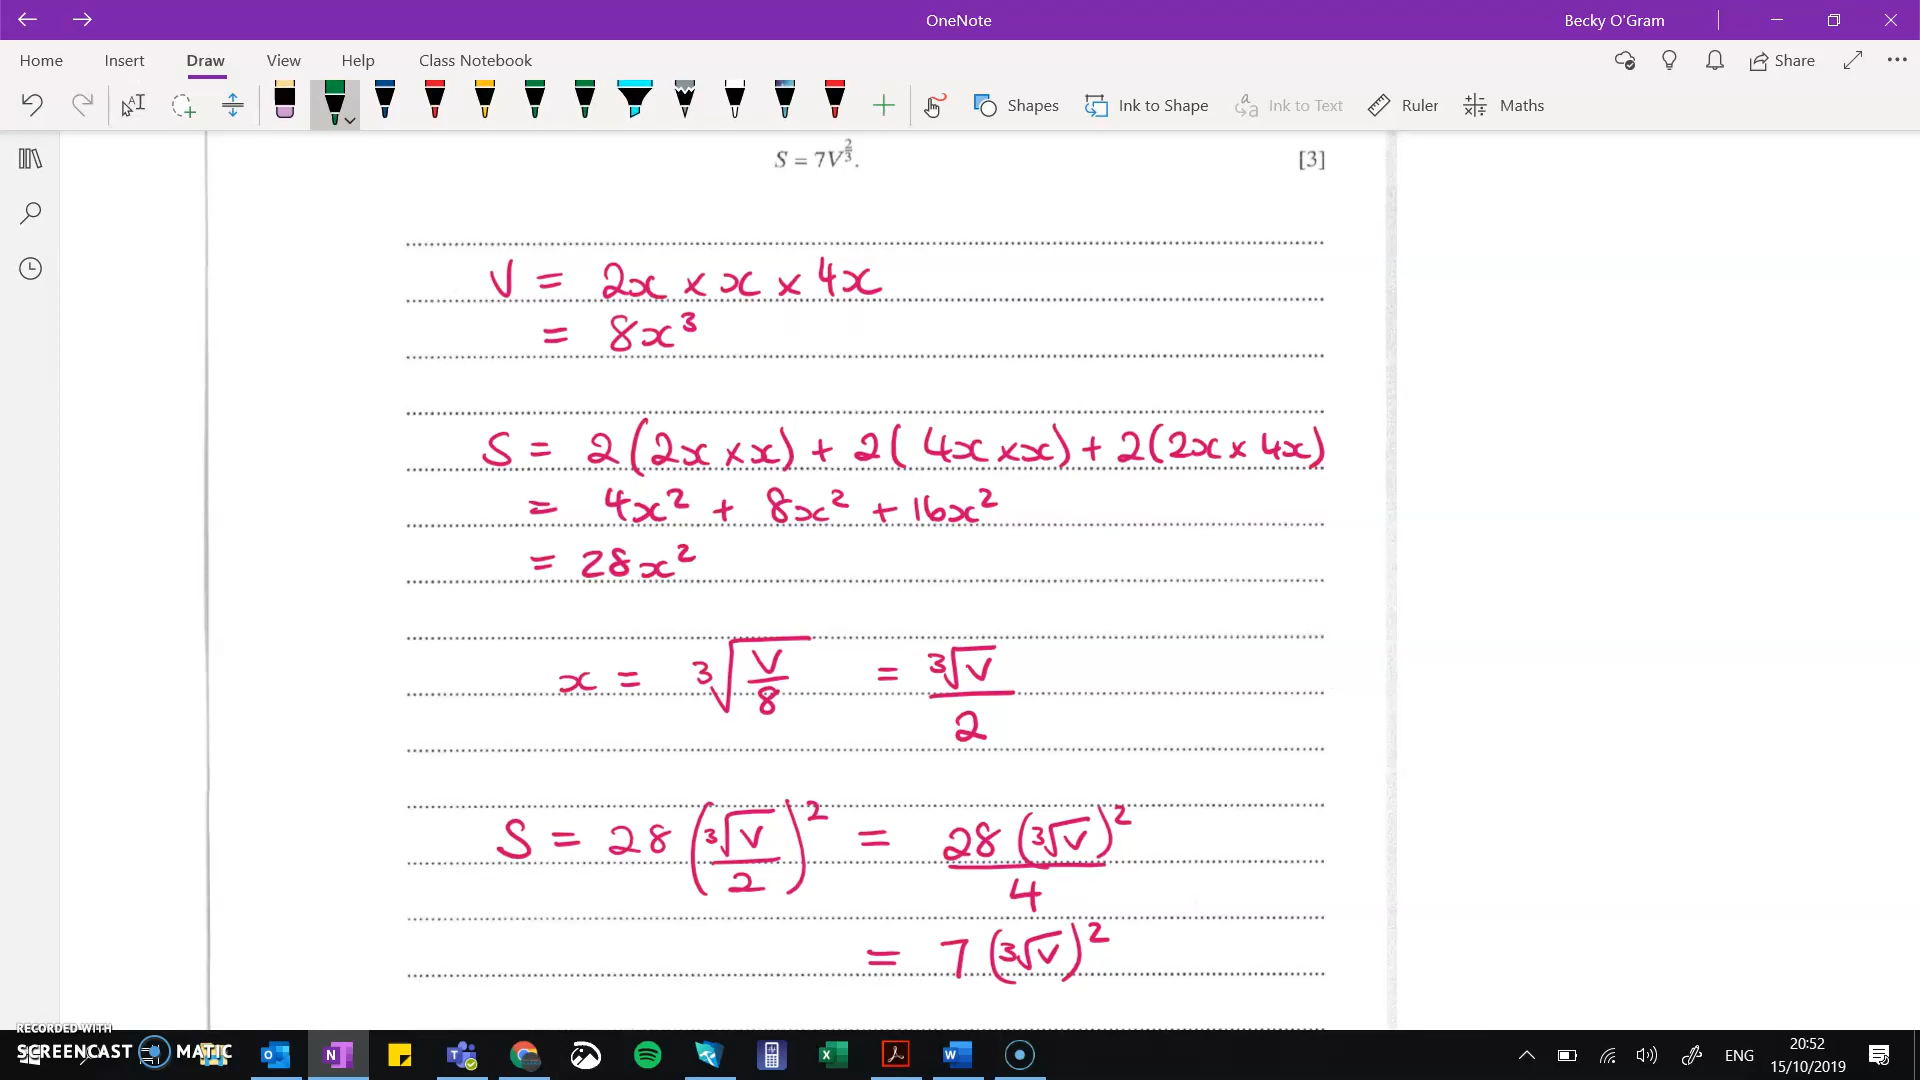 OneNote
Becky O'Gram
Home Insert Draw View Help Class Notebook
Share
Shapes Ink to Shape Ink to Text Ruler Maths
S = 7V^{2/3}. [3]
V = 2x × x × 4x
= 8x³
S = 2(2x × x) + 2(4x × x) + 2(2x × 4x)
= 4x² + 8x² + 16x²
= 28x²
x = ³√(V/8) = ³√V/2
S = 28(³√V/2)² = 28(³√V)²/4
= 7(³√V)²
RECORDED WITH
SCREENCAST MATIC
ENG
20:52
15/10/2019